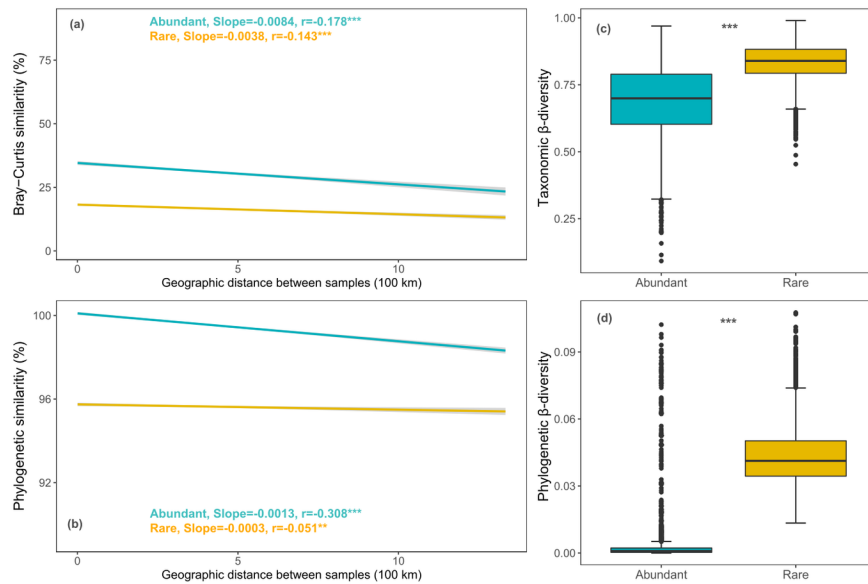 (a)
Abundant, Slope=-0.0084, r=-0.178***
Rare, Slope=-0.0038, r=-0.143***
Bray−Curtis similaritiy (%)
75
50
25
0
0
5
10
Geographic distance between samples (100 km)
(c)
***
Taxonomic β-diversity
1.00
0.75
0.50
0.25
Abundant
Rare
Phylogenetic similaritiy (%)
100
96
92
(b)
Abundant, Slope=-0.0013, r=-0.308***
Rare, Slope=-0.0003, r=-0.051**
0
5
10
Geographic distance between samples (100 km)
(d)
***
Phylogenetic β-diversity
0.09
0.06
0.03
0.00
Abundant
Rare